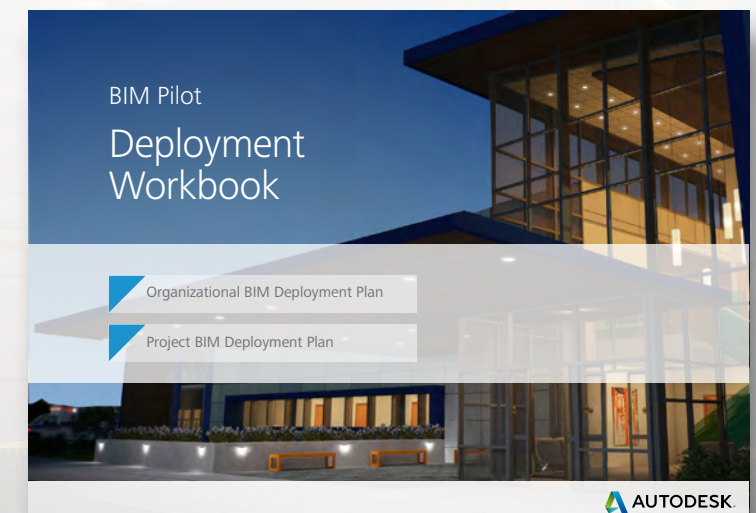 BIM Pilot
Deployment
Workbook
Organizational BIM Deployment Plan
Project BIM Deployment Plan
AUTODESK.